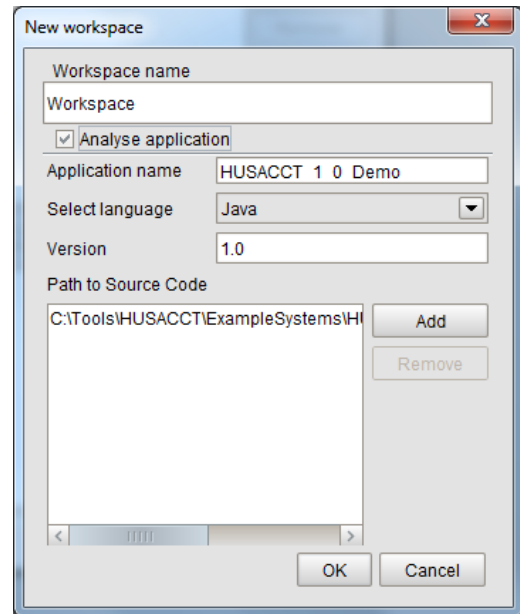 New workspace
Workspace name
Workspace
Analyse application
Application name HUSACCT 1 0 Demo
Select language Java
Version 1.0
Path to Source Code
C:\Tools\HUSACCT\ExampleSystems\HU
Add
Remove
OK Cancel